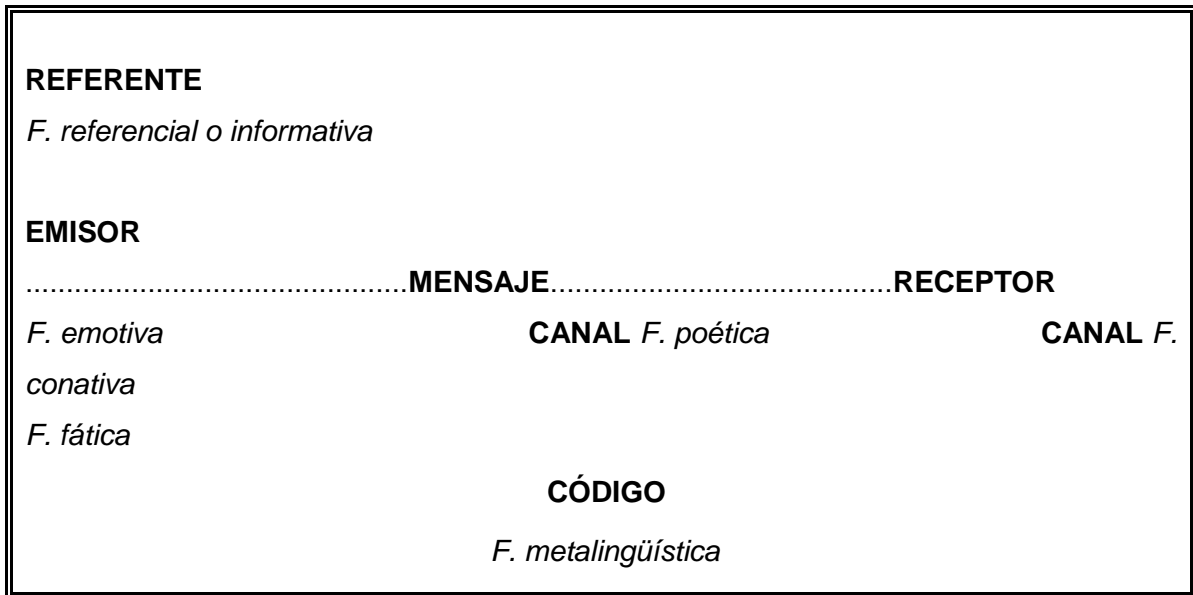 REFERENTE
F. referencial o informativa
EMISOR
...............................................MENSAJE..........................................RECEPTOR
F. emotiva CANAL F. poética CANAL F.
conativa
F. fática
CÓDIGO
F. metalingüística